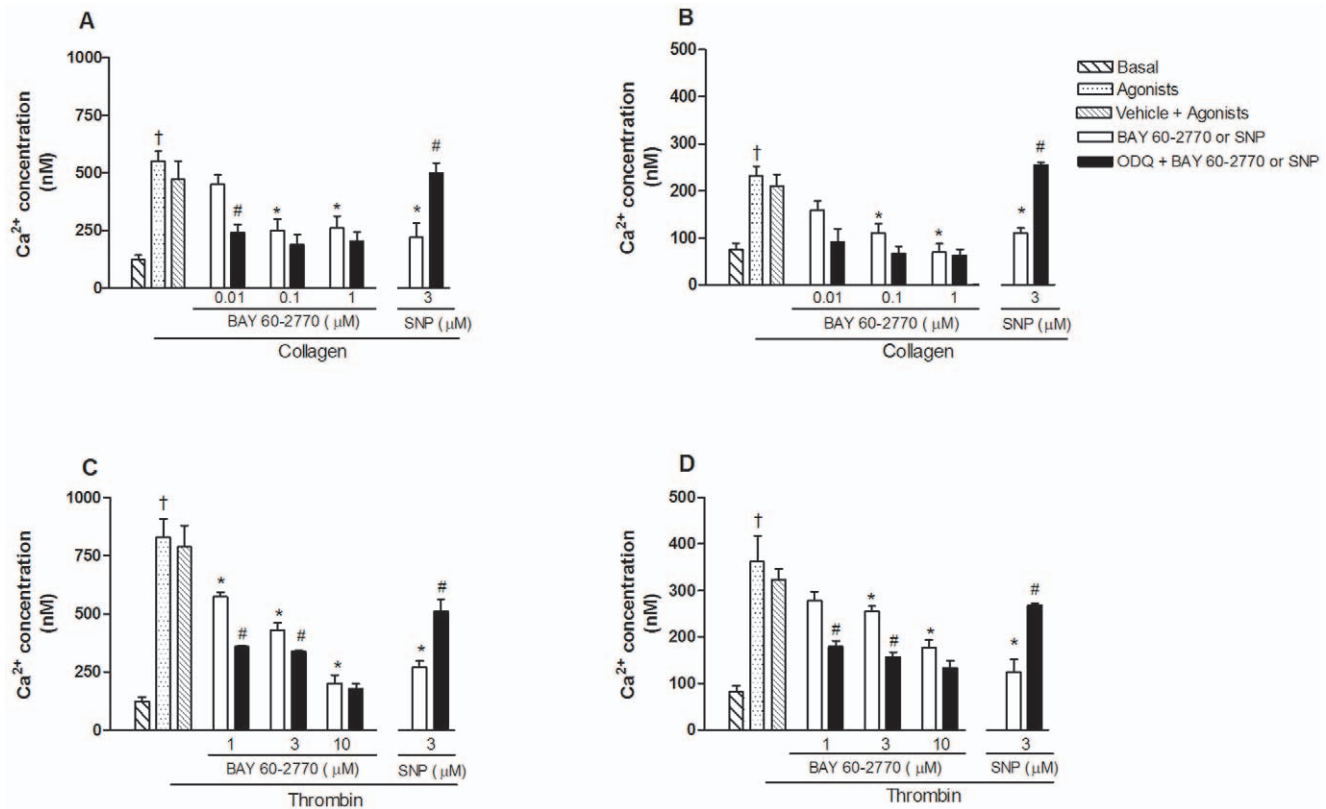 A
Ca2+ concentration
(nM)
1000
750
500
250
0
†
#
*
*
*
#
0.01 0.1 1 3
BAY 60-2770 ( μM) SNP ( μM)
Collagen
B
Ca2+ concentration
(nM)
500
400
300
200
100
0
†
*
*
*
#
0.01 0.1 1 3
BAY 60-2770 ( μM) SNP ( μM)
Collagen
Basal
Agonists
Vehicle + Agonists
BAY 60-2770 or SNP
ODQ + BAY 60-2770 or SNP
C
Ca2+ concentration
(nM)
1000
750
500
250
0
†
*
#
*
#
*
*
#
1 3 10 3
BAY 60-2770 ( μM) SNP ( μM)
Thrombin
D
Ca2+ concentration
(nM)
500
400
300
200
100
0
†
#
*
#
*
*
#
1 3 10 3
BAY 60-2770 ( μM) SNP ( μM)
Thrombin